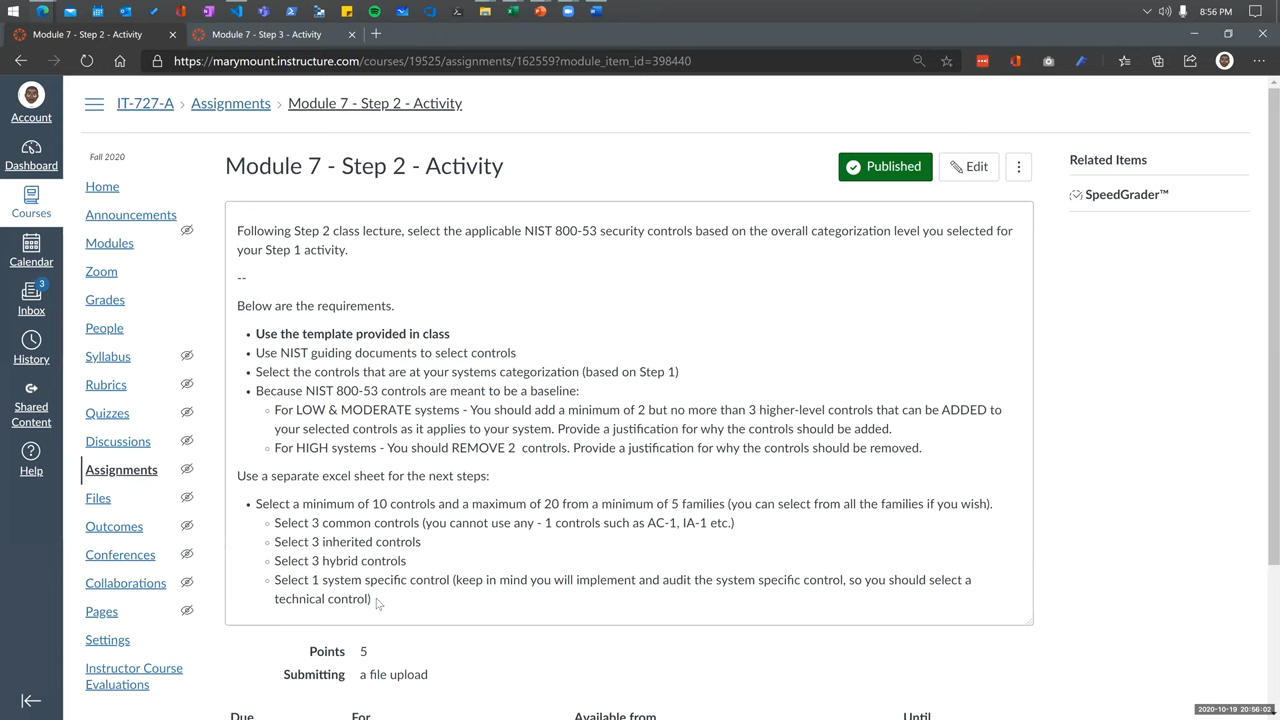 8:56 PM
Module 7 - Step 2 - Activity
Module 7 - Step 3 - Activity
https://marymount.instructure.com/courses/19525/assignments/162559?module_item_id=398440
Account
Dashboard
Courses
Calendar
3
Inbox
History
Shared
Content
Help
IT-727-A › Assignments › Module 7 - Step 2 - Activity
Fall 2020
Home
Announcements
Modules
Zoom
Grades
People
Syllabus
Rubrics
Quizzes
Discussions
Assignments
Files
Outcomes
Conferences
Collaborations
Pages
Settings
Instructor Course
Evaluations
Module 7 - Step 2 - Activity
Published
Edit
Following Step 2 class lecture, select the applicable NIST 800-53 security controls based on the overall categorization level you selected for
your Step 1 activity.
--
Below are the requirements.
• Use the template provided in class
• Use NIST guiding documents to select controls
• Select the controls that are at your systems categorization (based on Step 1)
• Because NIST 800-53 controls are meant to be a baseline:
◦ For LOW & MODERATE systems - You should add a minimum of 2 but no more than 3 higher-level controls that can be ADDED to
your selected controls as it applies to your system. Provide a justification for why the controls should be added.
◦ For HIGH systems - You should REMOVE 2 controls. Provide a justification for why the controls should be removed.
Use a separate excel sheet for the next steps:
• Select a minimum of 10 controls and a maximum of 20 from a minimum of 5 families (you can select from all the families if you wish).
◦ Select 3 common controls (you cannot use any - 1 controls such as AC-1, IA-1 etc.)
◦ Select 3 inherited controls
◦ Select 3 hybrid controls
◦ Select 1 system specific control (keep in mind you will implement and audit the system specific control, so you should select a
technical control)
Points 5
Submitting a file upload
Due For Available from Until
Related Items
SpeedGrader™
2020-10-19 20:56:02